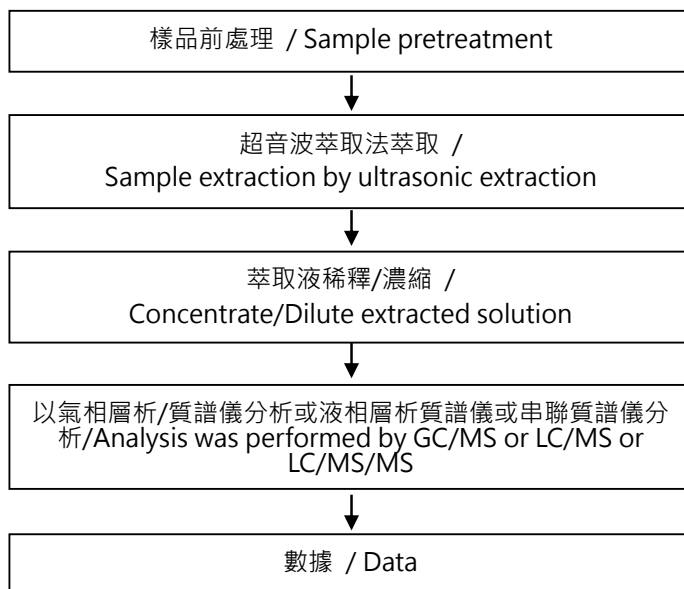 樣品前處理 / Sample pretreatment
超音波萃取法萃取 /
Sample extraction by ultrasonic extraction
萃取液稀釋/濃縮 /
Concentrate/Dilute extracted solution
以氣相層析/質譜儀分析或液相層析質譜儀或串聯質譜儀分
析/Analysis was performed by GC/MS or LC/MS or
LC/MS/MS
數據 / Data